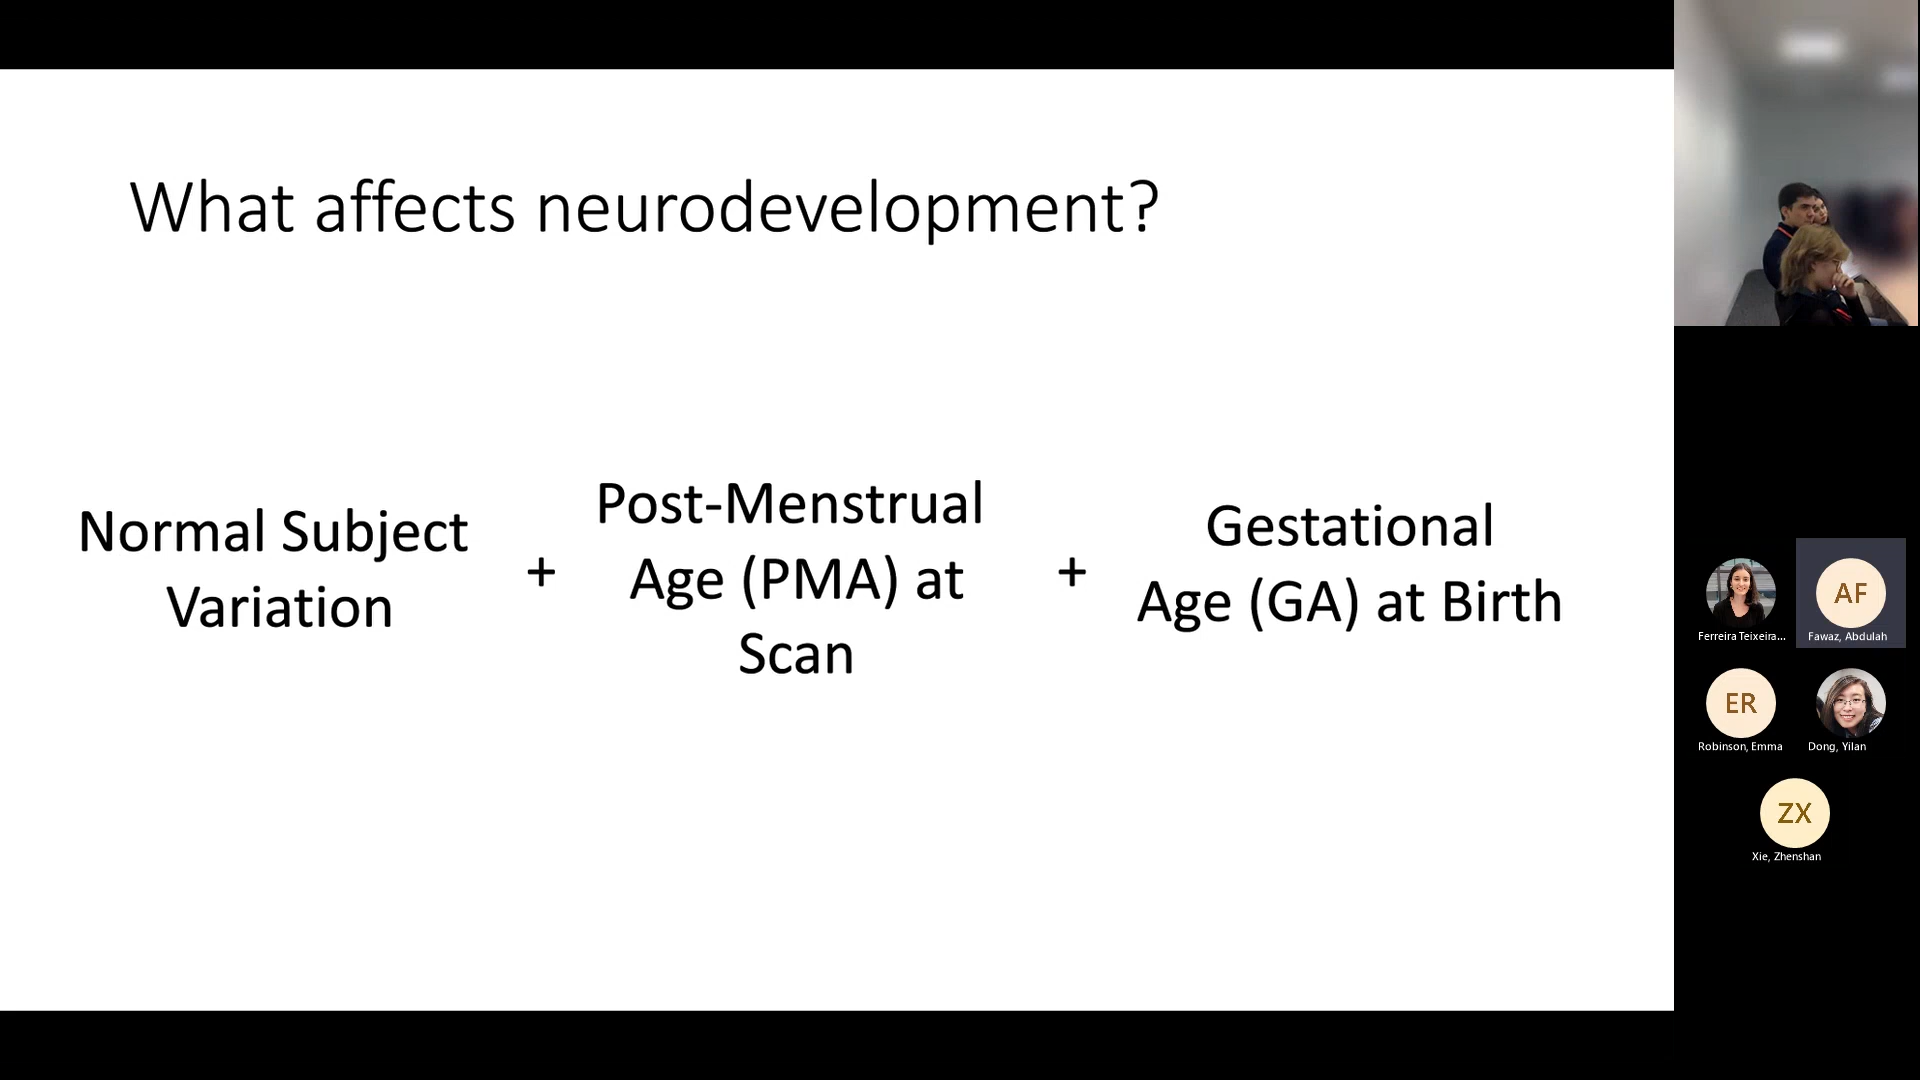 What affects neurodevelopment?
Normal Subject
Variation
+
Post-Menstrual
Age (PMA) at
Scan
+
Gestational
Age (GA) at Birth
Ferreira Teixeira...
AF
Fawaz, Abdulah
ER
Robinson, Emma
Dong, Yilan
ZX
Xie, Zhenshan